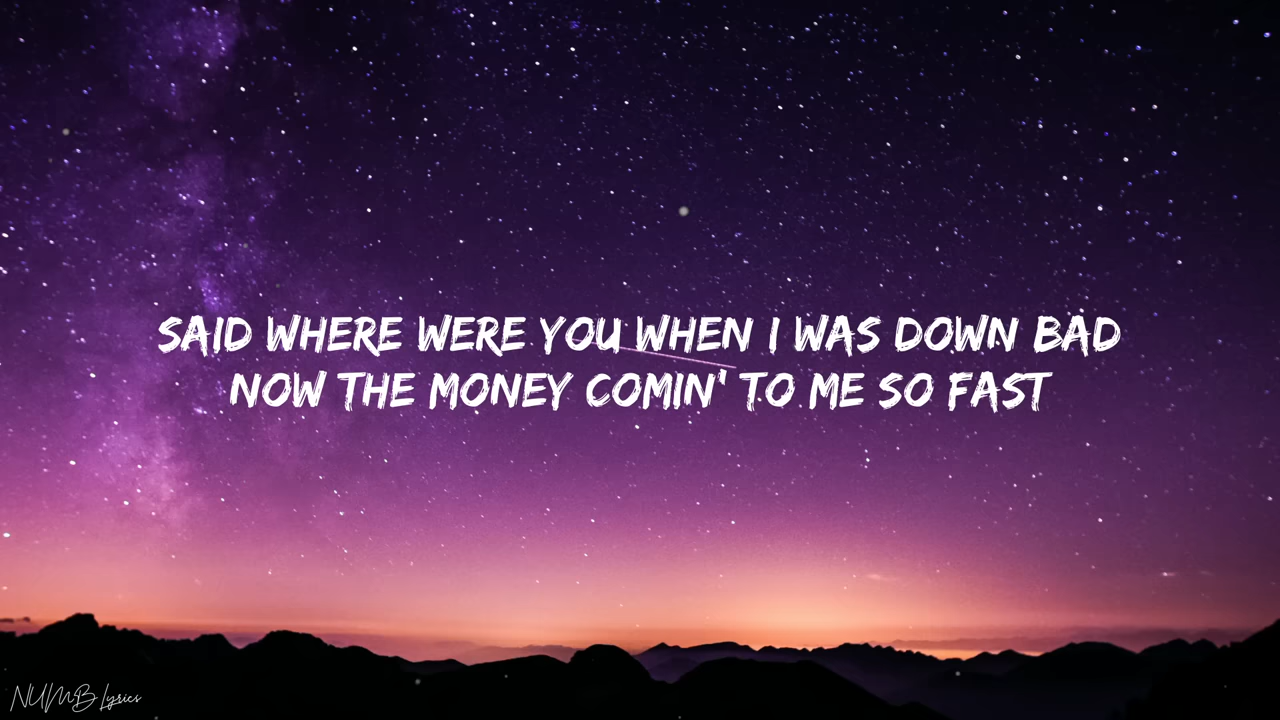 SAID WHERE WERE YOU WHEN I WAS DOWN BAD
NOW THE MONEY COMIN' TO ME SO FAST
NUMB Lyrics